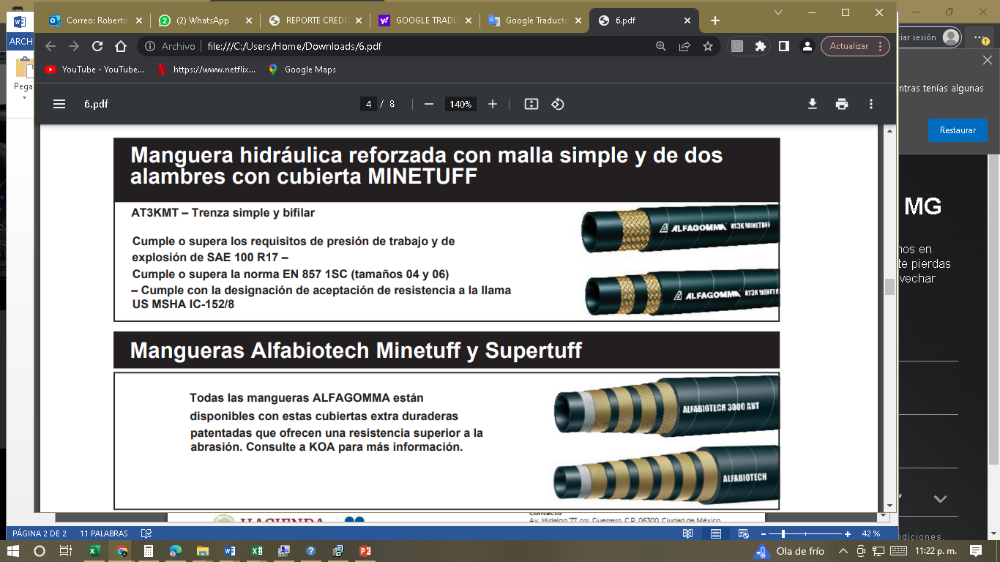 Correo: Roberto
(2) WhatsApp
REPORTE CREDIT
GOOGLE TRADU
Google Traducto
6.pdf
ciar sesión
ARCH
Archivo
file:///C:/Users/Home/Downloads/6.pdf
Actualizar
YouTube - YouTube...
https://www.netflix...
Google Maps
Pega
ntras tenías algunas
6.pdf
4 / 8
140%
Restaurar
Manguera hidráulica reforzada con malla simple y de dos
alambres con cubierta MINETUFF
AT3KMT – Trenza simple y bifilar
Cumple o supera los requisitos de presión de trabajo y de
explosión de SAE 100 R17 –
Cumple o supera la norma EN 857 1SC (tamaños 04 y 06)
– Cumple con la designación de aceptación de resistencia a la llama
US MSHA IC-152/8
ALFAGOMMA AT3K MINETUFF
ALFAGOMMA AT3K MINETU
MG
nos en
te pierdas
vechar
Mangueras Alfabiotech Minetuff y Supertuff
Todas las mangueras ALFAGOMMA están
disponibles con estas cubiertas extra duraderas
patentadas que ofrecen una resistencia superior a la
abrasión. Consulte a KOA para más información.
ALFABIOTECH 3000 ABT
ALFABIOTECH
HACIENDA
Contacto
Av. Hidalgo 77, col. Guerrero, C.P. 06300, Ciudad de México.
PÁGINA 2 DE 2
11 PALABRAS
42 %
ndiciones.
Ola de frío
11:22 p. m.